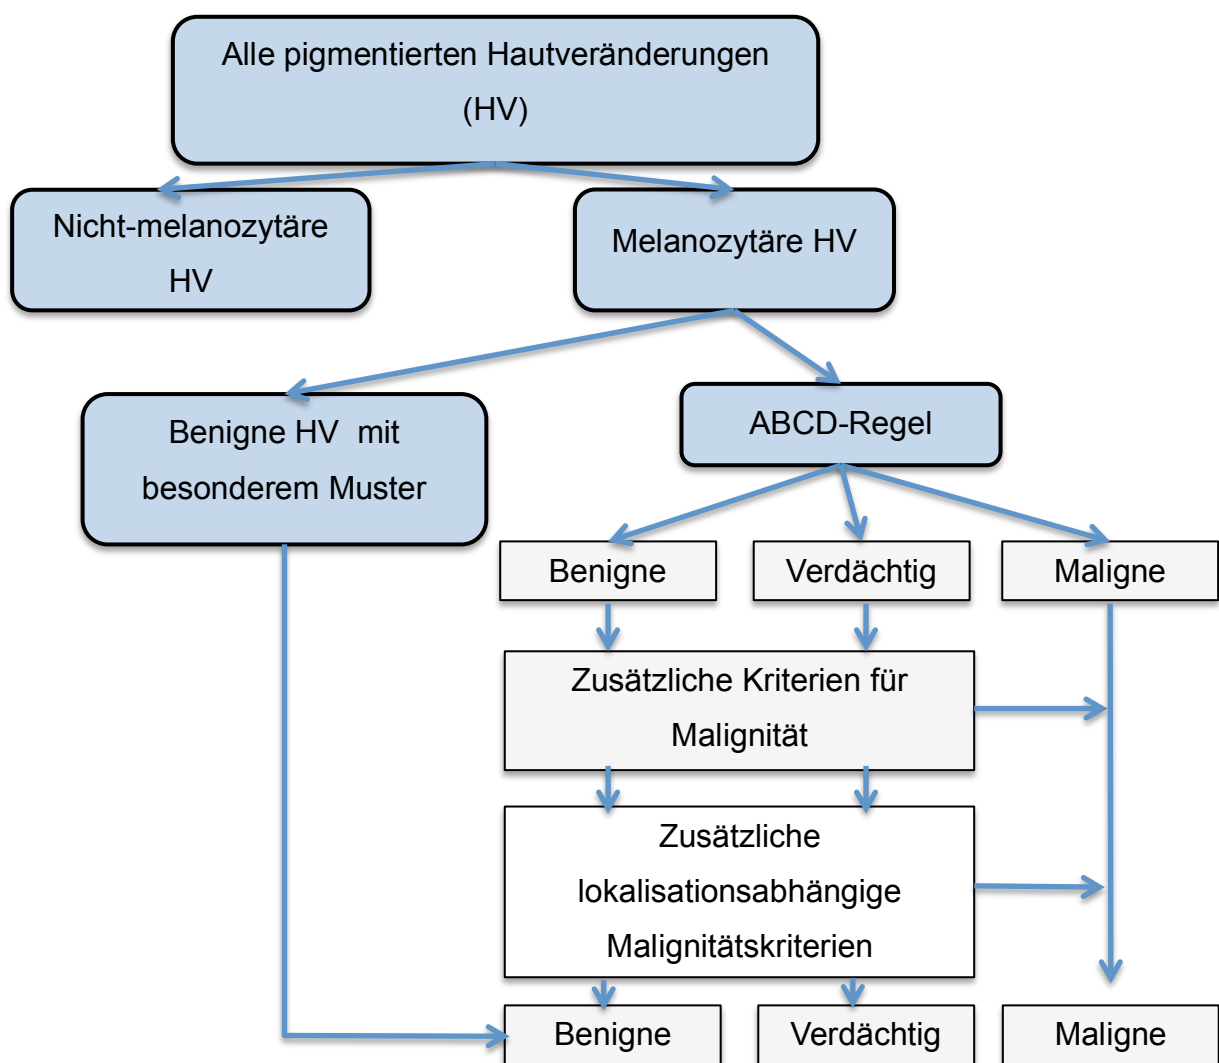 Alle pigmentierten Hautveränderungen
(HV)
Nicht-melanozytäre
HV
Melanozytäre HV
Benigne HV mit
besonderem Muster
ABCD-Regel
Benigne
Verdächtig
Maligne
Zusätzliche Kriterien für
Malignität
Zusätzliche
lokalisationsabhängige
Malignitätskriterien
Benigne
Verdächtig
Maligne